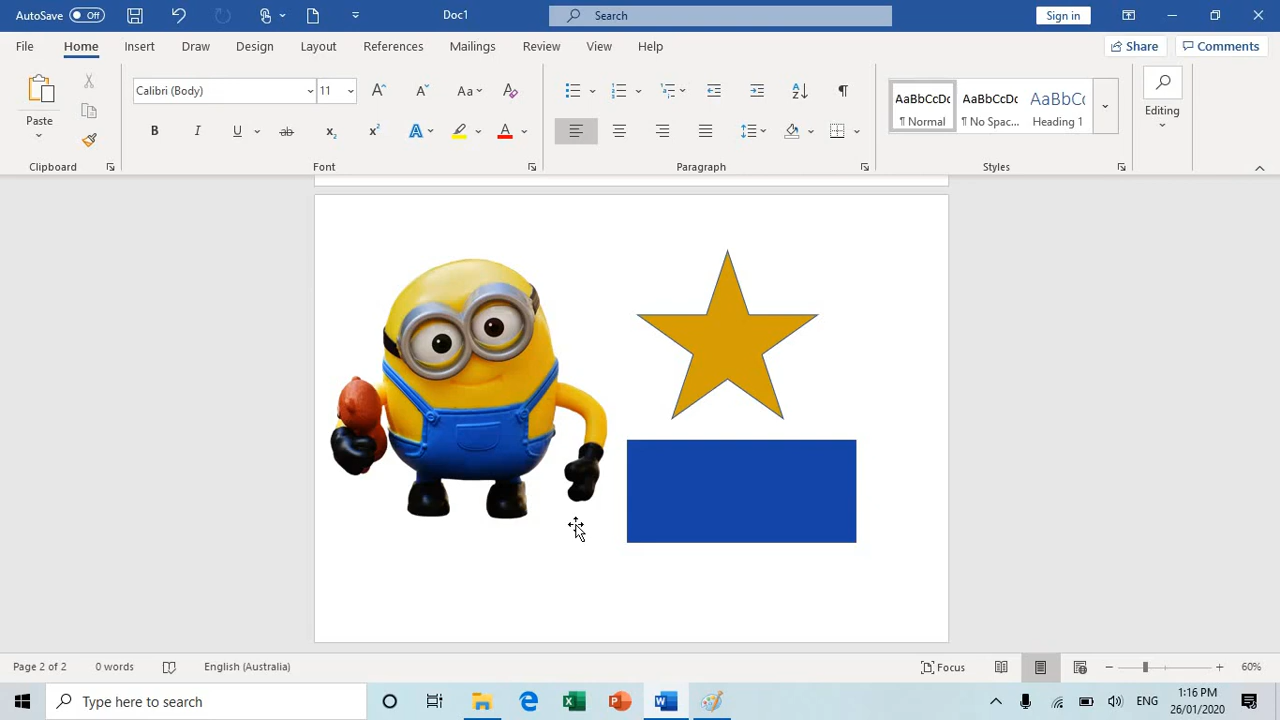 AutoSave Off Doc1 Search Sign in
File Home Insert Draw Design Layout References Mailings Review View Help Share Comments
Calibri (Body) 11 Aa
Paste B I U ab x₂ x² A A
AaBbCcDc AaBbCcDc AaBbCc
¶ Normal ¶ No Spac... Heading 1
Editing
Clipboard Font Paragraph Styles
Page 2 of 2 0 words English (Australia) Focus 60%
Type here to search ENG 1:16 PM
26/01/2020